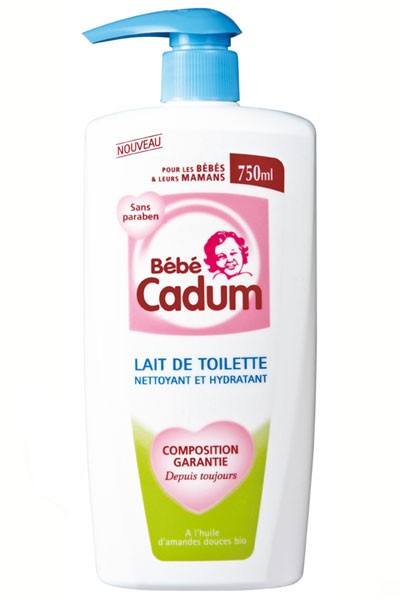 NOUVEAU
POUR LES BÉBÉS
& LEURS MAMANS
750ml
Sans
paraben
Bébé
Cadum
LAIT DE TOILETTE
NETTOYANT ET HYDRATANT
COMPOSITION
GARANTIE
Depuis toujours
A l'huile
d'amandes douces bio